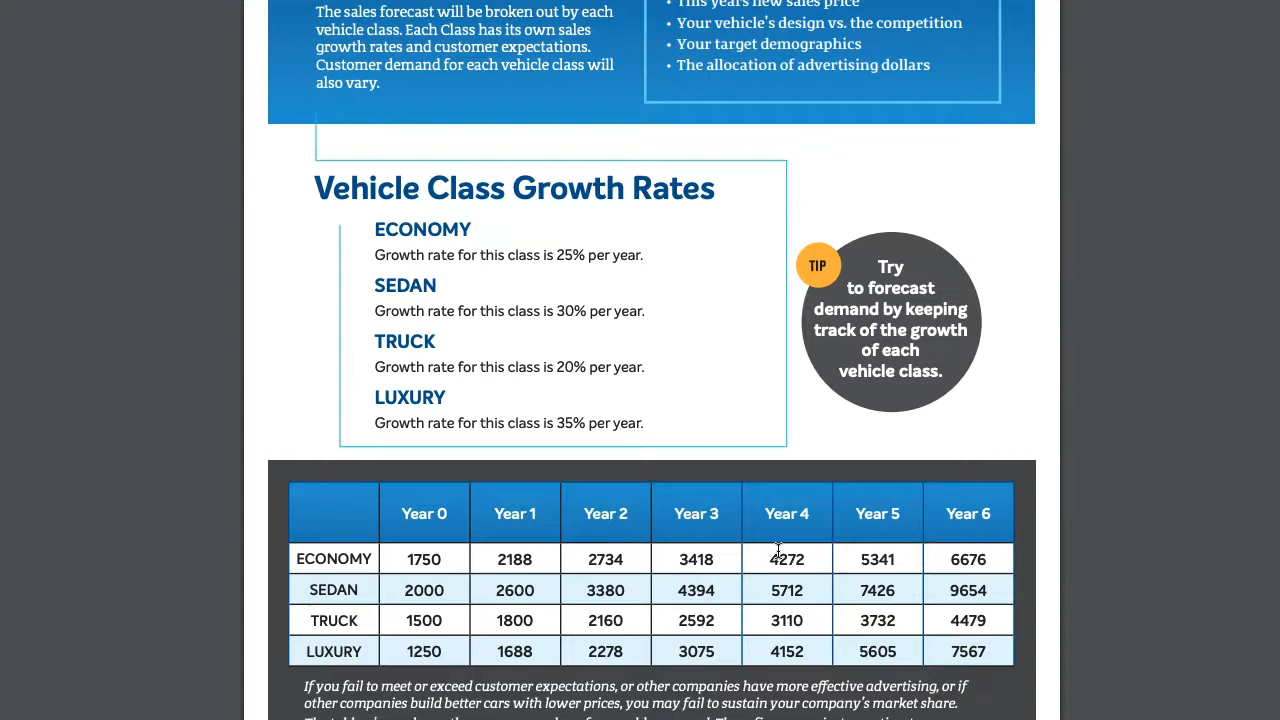 The sales forecast will be broken out by each
vehicle class. Each Class has its own sales
growth rates and customer expectations.
Customer demand for each vehicle class will
also vary.
• This years new sales price
• Your vehicle's design vs. the competition
• Your target demographics
• The allocation of advertising dollars
Vehicle Class Growth Rates
ECONOMY
Growth rate for this class is 25% per year.
SEDAN
Growth rate for this class is 30% per year.
TRUCK
Growth rate for this class is 20% per year.
LUXURY
Growth rate for this class is 35% per year.
TIP
Try
to forecast
demand by keeping
track of the growth
of each
vehicle class.
Year 0 Year 1 Year 2 Year 3 Year 4 Year 5 Year 6
ECONOMY 1750 2188 2734 3418 4272 5341 6676
SEDAN 2000 2600 3380 4394 5712 7426 9654
TRUCK 1500 1800 2160 2592 3110 3732 4479
LUXURY 1250 1688 2278 3075 4152 5605 7567
If you fail to meet or exceed customer expectations, or other companies have more effective advertising, or if
other companies build better cars with lower prices, you may fail to sustain your company's market share.